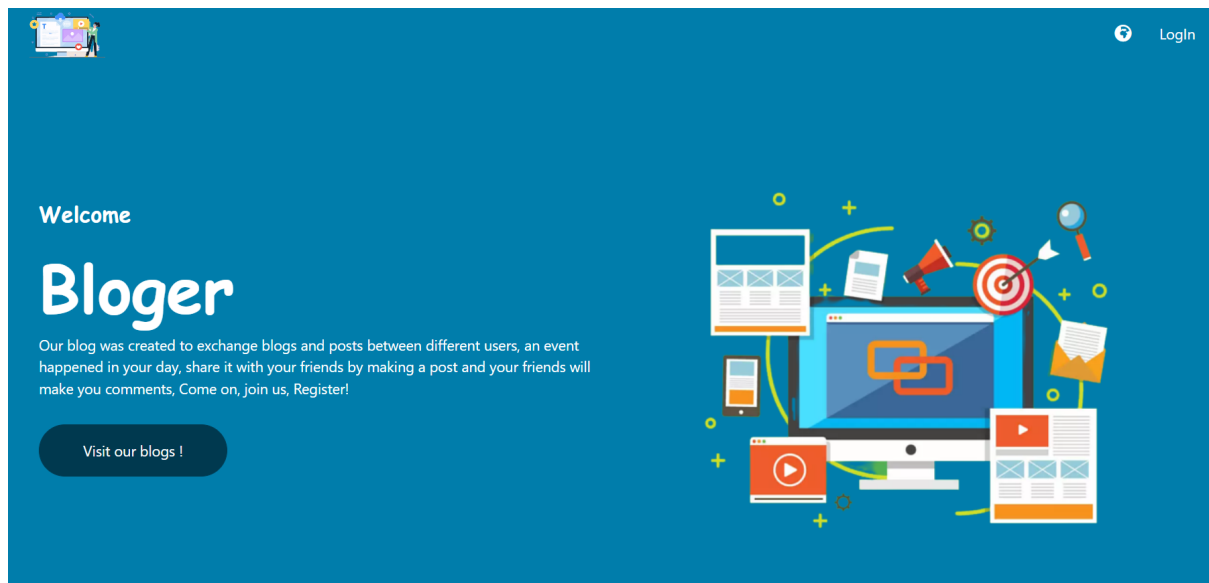 LogIn
Welcome
Bloger
Our blog was created to exchange blogs and posts between different users, an event
happened in your day, share it with your friends by making a post and your friends will
make you comments, Come on, join us, Register!
Visit our blogs !